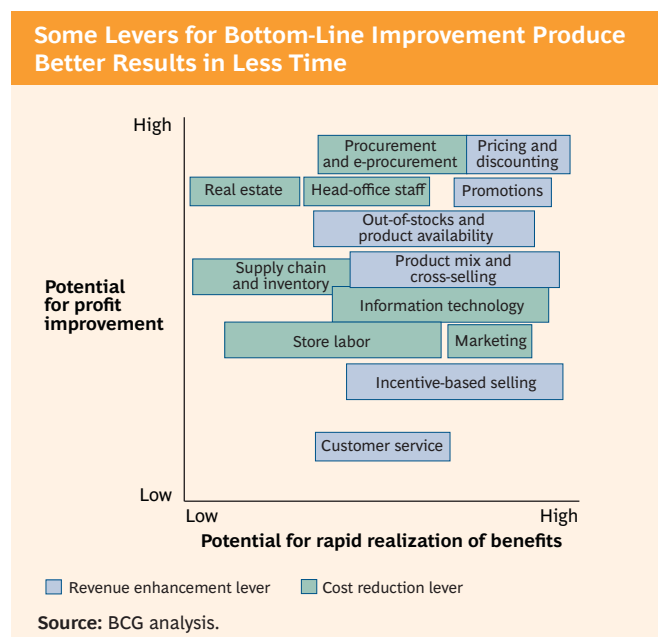 Some Levers for Bottom-Line Improvement Produce
Better Results in Less Time
High
Procurement
and e-procurement
Pricing and
discounting
Real estate
Head-office staff
Promotions
Out-of-stocks and
product availability
Product mix and
cross-selling
Supply chain
and inventory
Potential
for profit
improvement
Information technology
Store labor
Marketing
Incentive-based selling
Customer service
Low
Low
High
Potential for rapid realization of benefits
Revenue enhancement lever
Cost reduction lever
Source: BCG analysis.